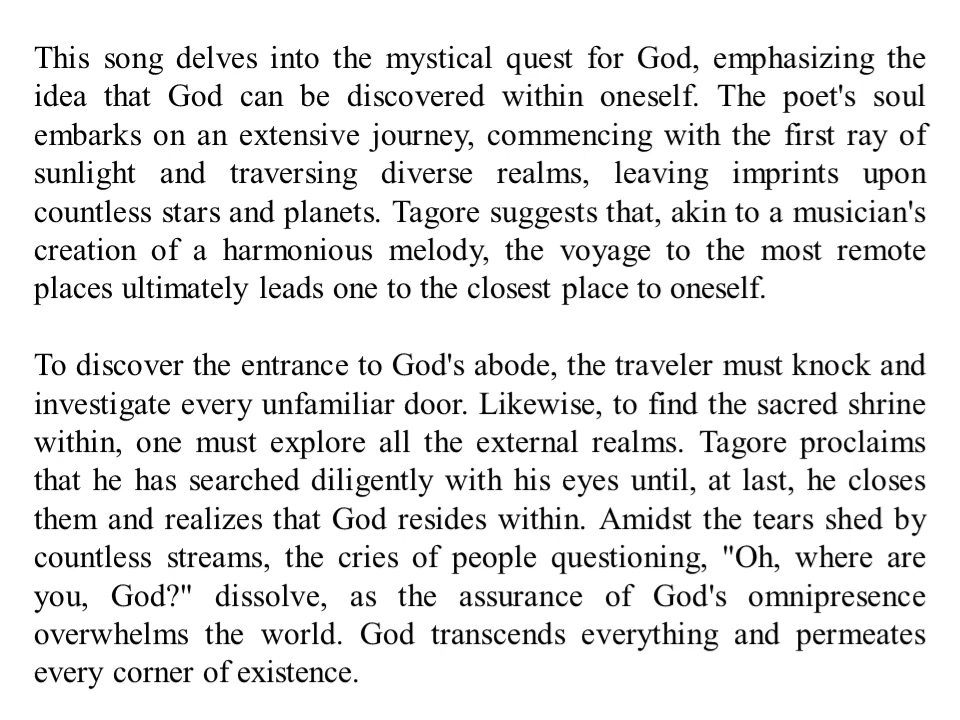 This song delves into the mystical quest for God, emphasizing the
idea that God can be discovered within oneself. The poet's soul
embarks on an extensive journey, commencing with the first ray of
sunlight and traversing diverse realms, leaving imprints upon
countless stars and planets. Tagore suggests that, akin to a musician's
creation of a harmonious melody, the voyage to the most remote
places ultimately leads one to the closest place to oneself.
To discover the entrance to God's abode, the traveler must knock and
investigate every unfamiliar door. Likewise, to find the sacred shrine
within, one must explore all the external realms. Tagore proclaims
that he has searched diligently with his eyes until, at last, he closes
them and realizes that God resides within. Amidst the tears shed by
countless streams, the cries of people questioning, "Oh, where are
you, God?" dissolve, as the assurance of God's omnipresence
overwhelms the world. God transcends everything and permeates
every corner of existence.